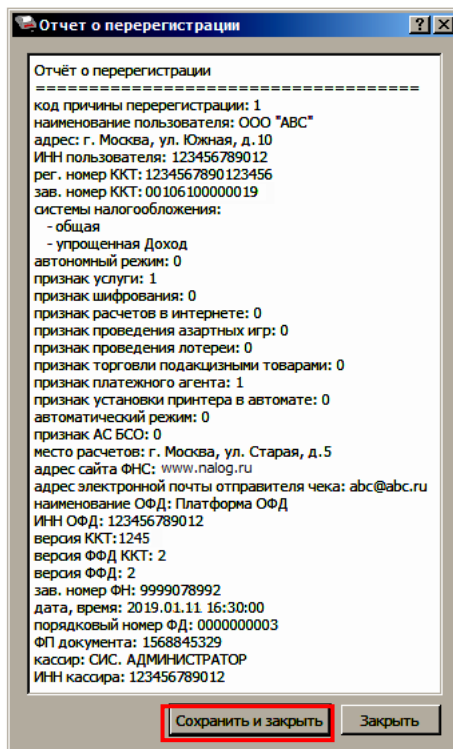 Отчет о перерегистрации
Отчёт о перерегистрации
====================================
код причины перерегистрации: 1
наименование пользователя: ООО "АВС"
адрес: г. Москва, ул. Южная, д.10
ИНН пользователя: 123456789012
рег. номер ККТ: 1234567890123456
зав. номер ККТ: 00106100000019
системы налогообложения:
- общая
- упрощенная Доход
автономный режим: 0
признак услуги: 1
признак шифрования: 0
признак расчетов в интернете: 0
признак проведения азартных игр: 0
признак проведения лотереи: 0
признак торговли подакцизными товарами: 0
признак платежного агента: 1
признак установки принтера в автомате: 0
автоматический режим: 0
признак АС БСО: 0
место расчетов: г. Москва, ул. Старая, д.5
адрес сайта ФНС: www.nalog.ru
адрес электронной почты отправителя чека: abc@abc.ru
наименование ОФД: Платформа ОФД
ИНН ОФД: 123456789012
версия ККТ:1245
версия ФФД ККТ: 2
версия ФФД: 2
зав. номер ФН: 9999078992
дата, время: 2019.01.11 16:30:00
порядковый номер ФД: 0000000003
ФП документа: 1568845329
кассир: СИС. АДМИНИСТРАТОР
ИНН кассира: 123456789012
Сохранить и закрыть Закрыть